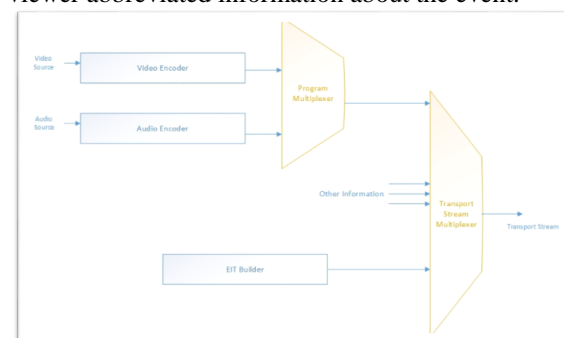 viewer abbreviated information about the event.
Video
Source
Video Encoder
Program
Multiplexer
Audio
Source
Audio Encoder
Other Information
Transport
Stream
Multiplexer
Transport Stream
EIT Builder